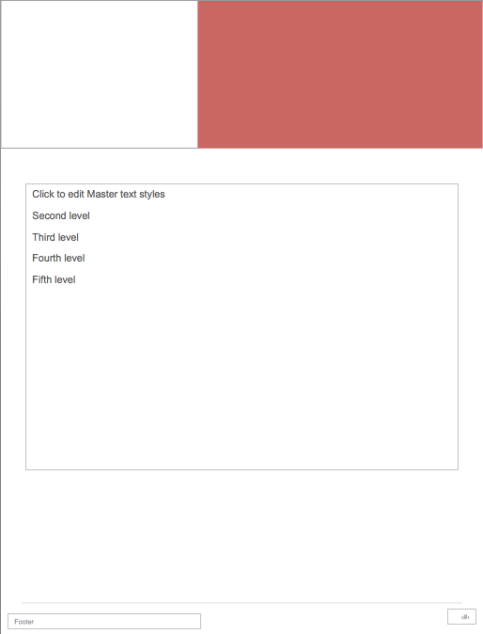 Click to edit Master text styles
Second level
Third level
Fourth level
Fifth level
Footer
‹#›